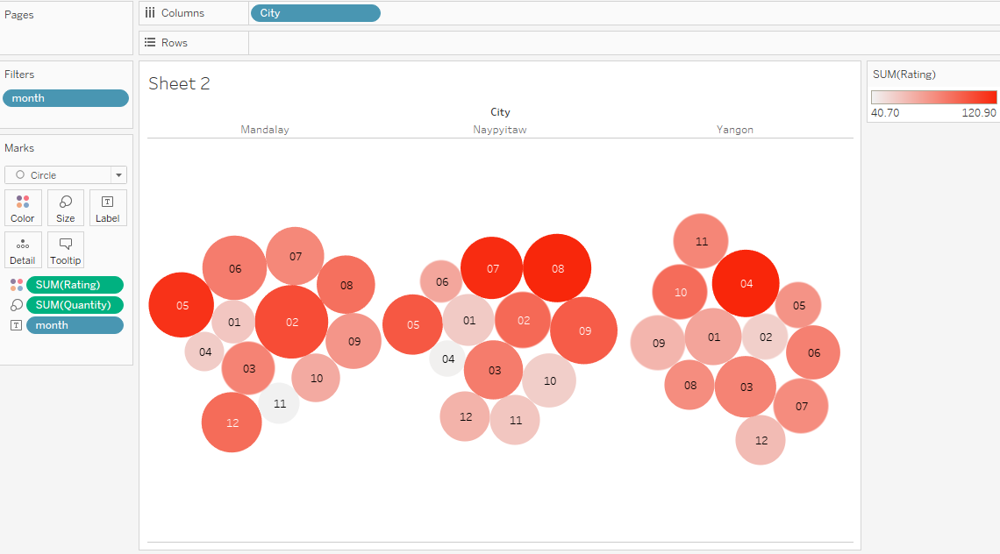 Pages
Columns
City
Rows
Filters
month
Marks
Circle
Color Size Label
Detail Tooltip
SUM(Rating)
SUM(Quantity)
month
Sheet 2
City
Mandalay Naypyitaw Yangon
06 07
08
05
01 02
04 09
03
10
11
12
07 08
06
05 01 02 09
04
03 10
12 11
11
10 04
05
09 01 02
06
08 03
07
12
SUM(Rating)
40.70 120.90